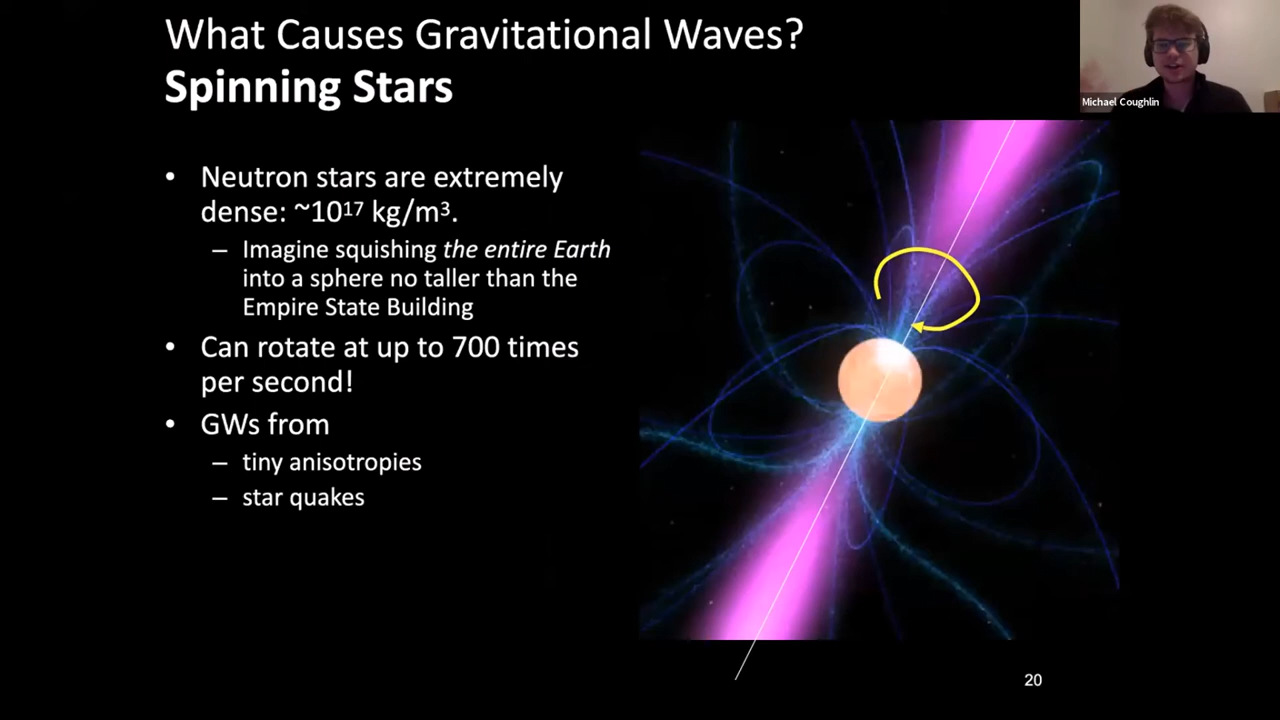 What Causes Gravitational Waves?
Spinning Stars
Michael Coughlin
• Neutron stars are extremely
dense: ~10¹⁷ kg/m³.
– Imagine squishing the entire Earth
into a sphere no taller than the
Empire State Building
• Can rotate at up to 700 times
per second!
• GWs from
– tiny anisotropies
– star quakes
20